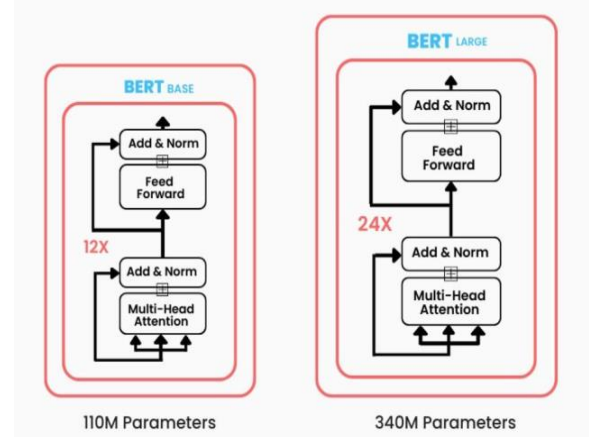 BERT BASE
Add & Norm
Feed
Forward
12X
Add & Norm
Multi-Head
Attention
110M Parameters
BERT LARGE
Add & Norm
Feed
Forward
24X
Add & Norm
Multi-Head
Attention
340M Parameters